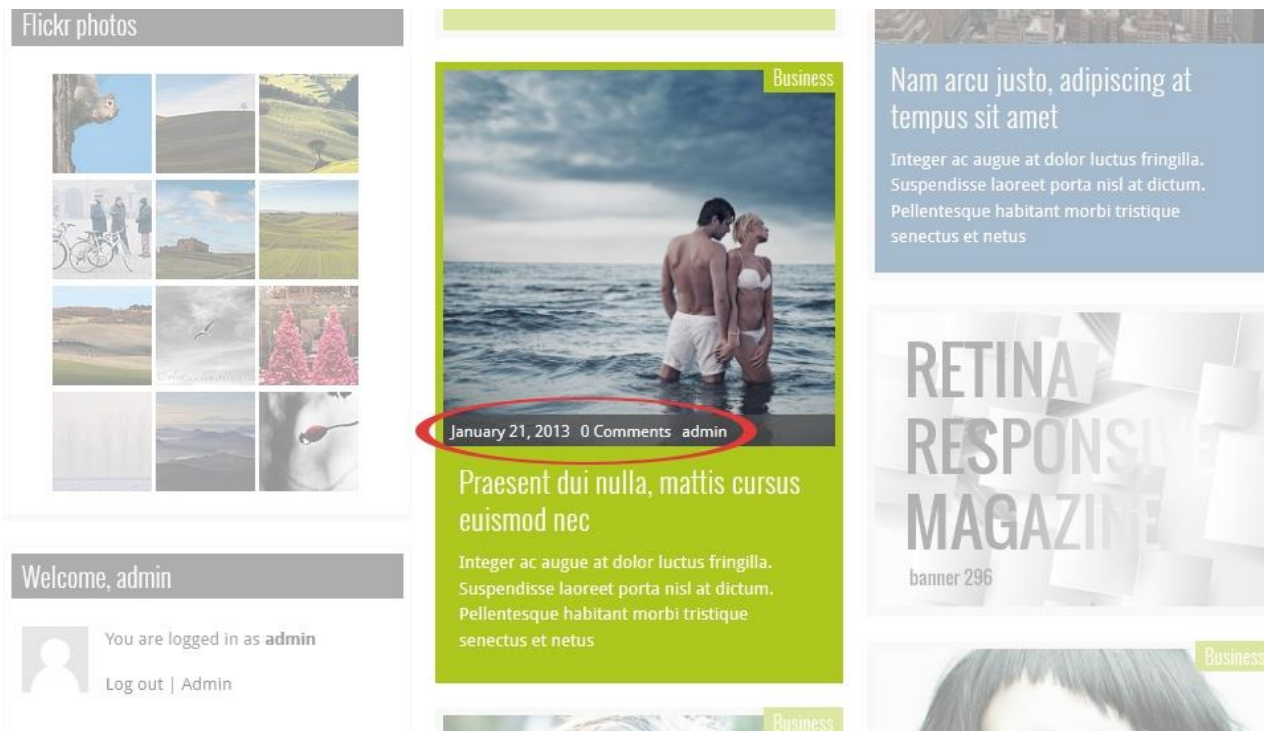 Flickr photos
Welcome, admin
You are logged in as admin
Log out | Admin
Business
January 21, 2013 0 Comments admin
Praesent dui nulla, mattis cursus
euismod nec
Integer ac augue at dolor luctus fringilla.
Suspendisse laoreet porta nisl at dictum.
Pellentesque habitant morbi tristique
senectus et netus
Business
Nam arcu justo, adipiscing at
tempus sit amet
Integer ac augue at dolor luctus fringilla.
Suspendisse laoreet porta nisl at dictum.
Pellentesque habitant morbi tristique
senectus et netus
RETINA
RESPONSIVE
MAGAZINE
banner 296
Business